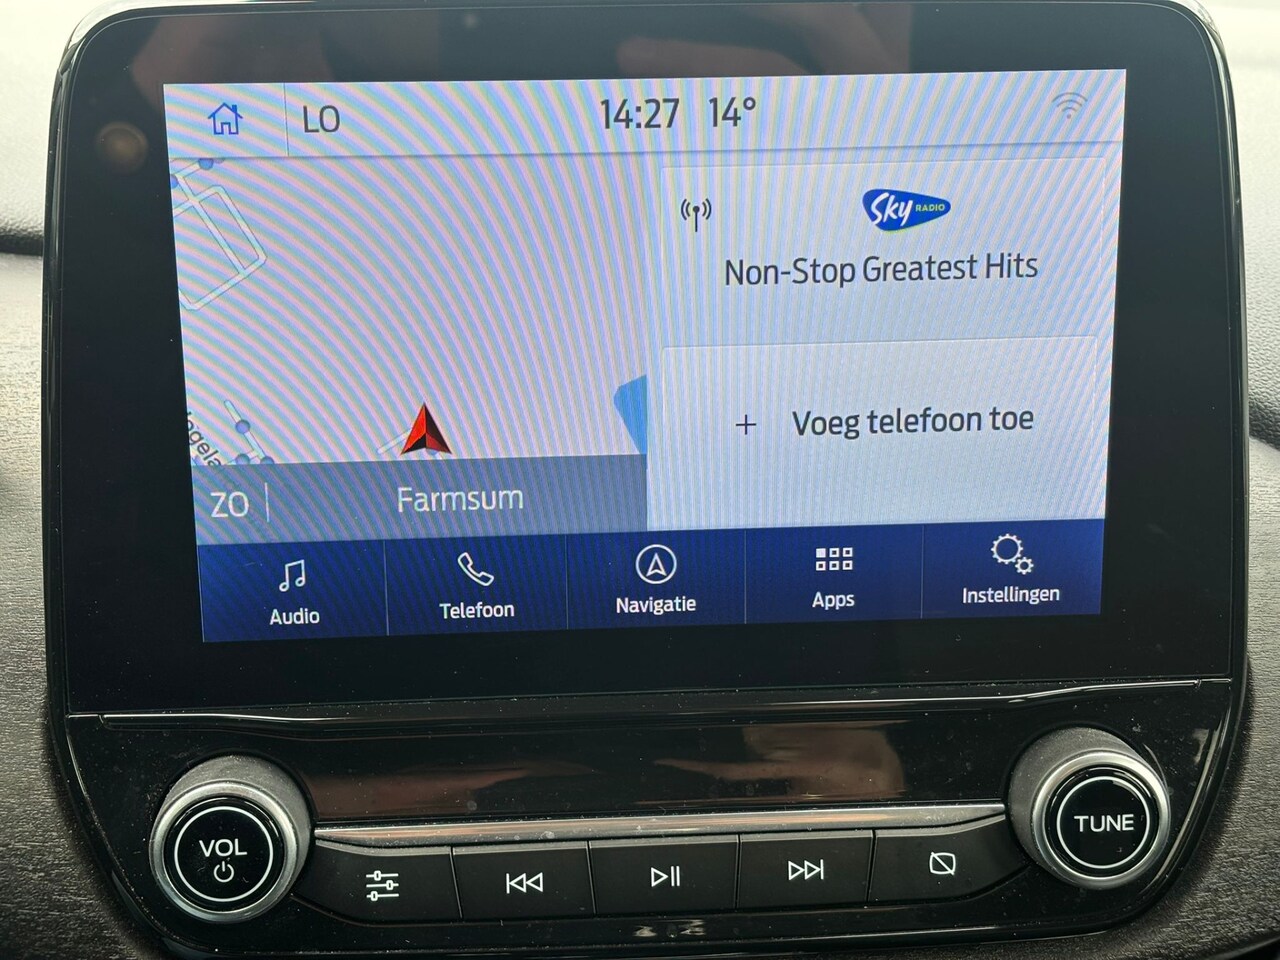 LO
14:27 14°
Sky RADIO
Non-Stop Greatest Hits
+ Voeg telefoon toe
ZO
Farmsum
Audio
Telefoon
Navigatie
Apps
Instellingen
VOL
TUNE